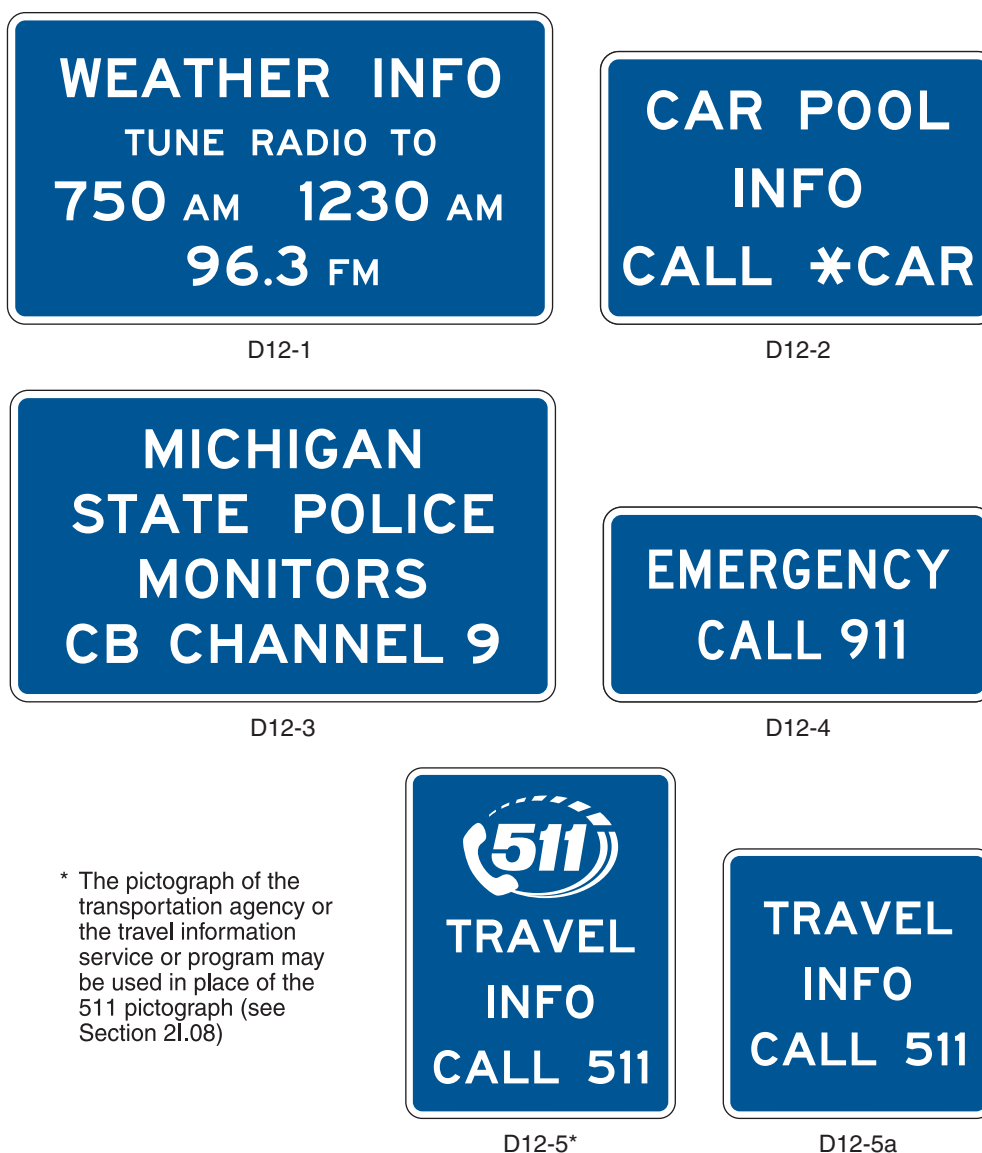 WEATHER INFO
TUNE RADIO TO
750 AM 1230 AM
96.3 FM
D12-1
CAR POOL
INFO
CALL *CAR
D12-2
MICHIGAN
STATE POLICE
MONITORS
CB CHANNEL 9
D12-3
EMERGENCY
CALL 911
D12-4
* The pictograph of the
transportation agency or
the travel information
service or program may
be used in place of the
511 pictograph (see
Section 2I.08)
511
TRAVEL
INFO
CALL 511
D12-5*
TRAVEL
INFO
CALL 511
D12-5a